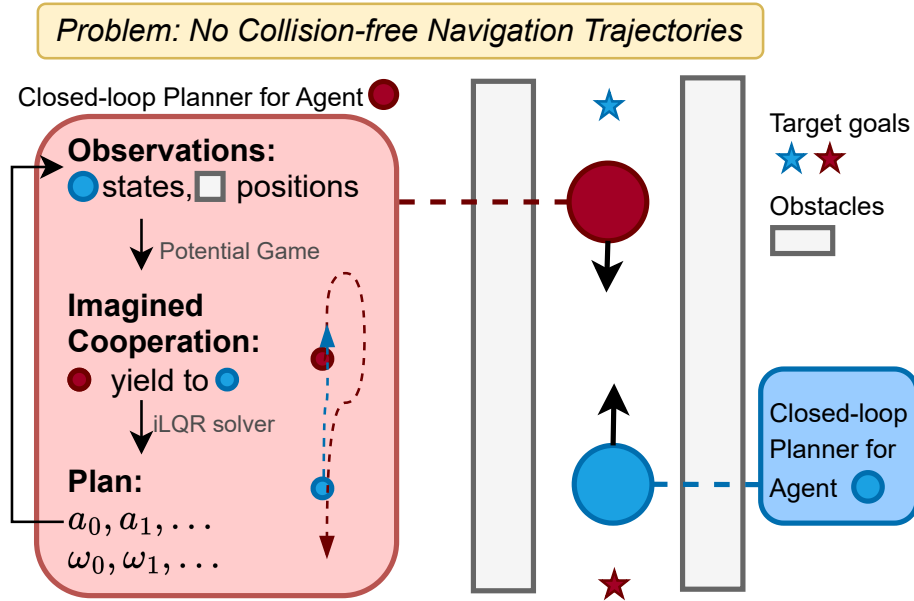 Problem: No Collision-free Navigation Trajectories
Closed-loop Planner for Agent
Observations:
states, positions
Potential Game
Imagined
Cooperation:
yield to
iLQR solver
Plan:
a₀, a₁, ...
ω₀, ω₁, ...
Target goals
Obstacles
Closed-loop
Planner for
Agent